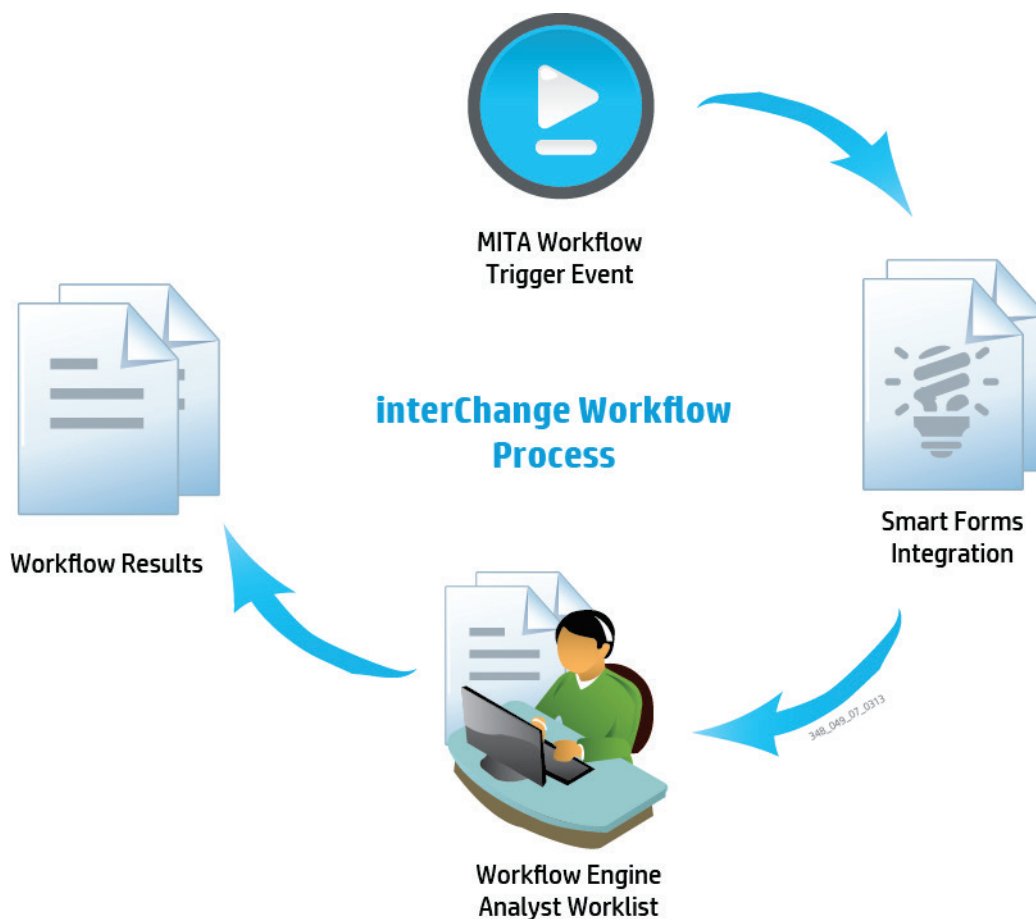 MITA Workflow
Trigger Event
interChange Workflow
Process
Smart Forms
Integration
Workflow Results
348_049_07_0313
Workflow Engine
Analyst Worklist